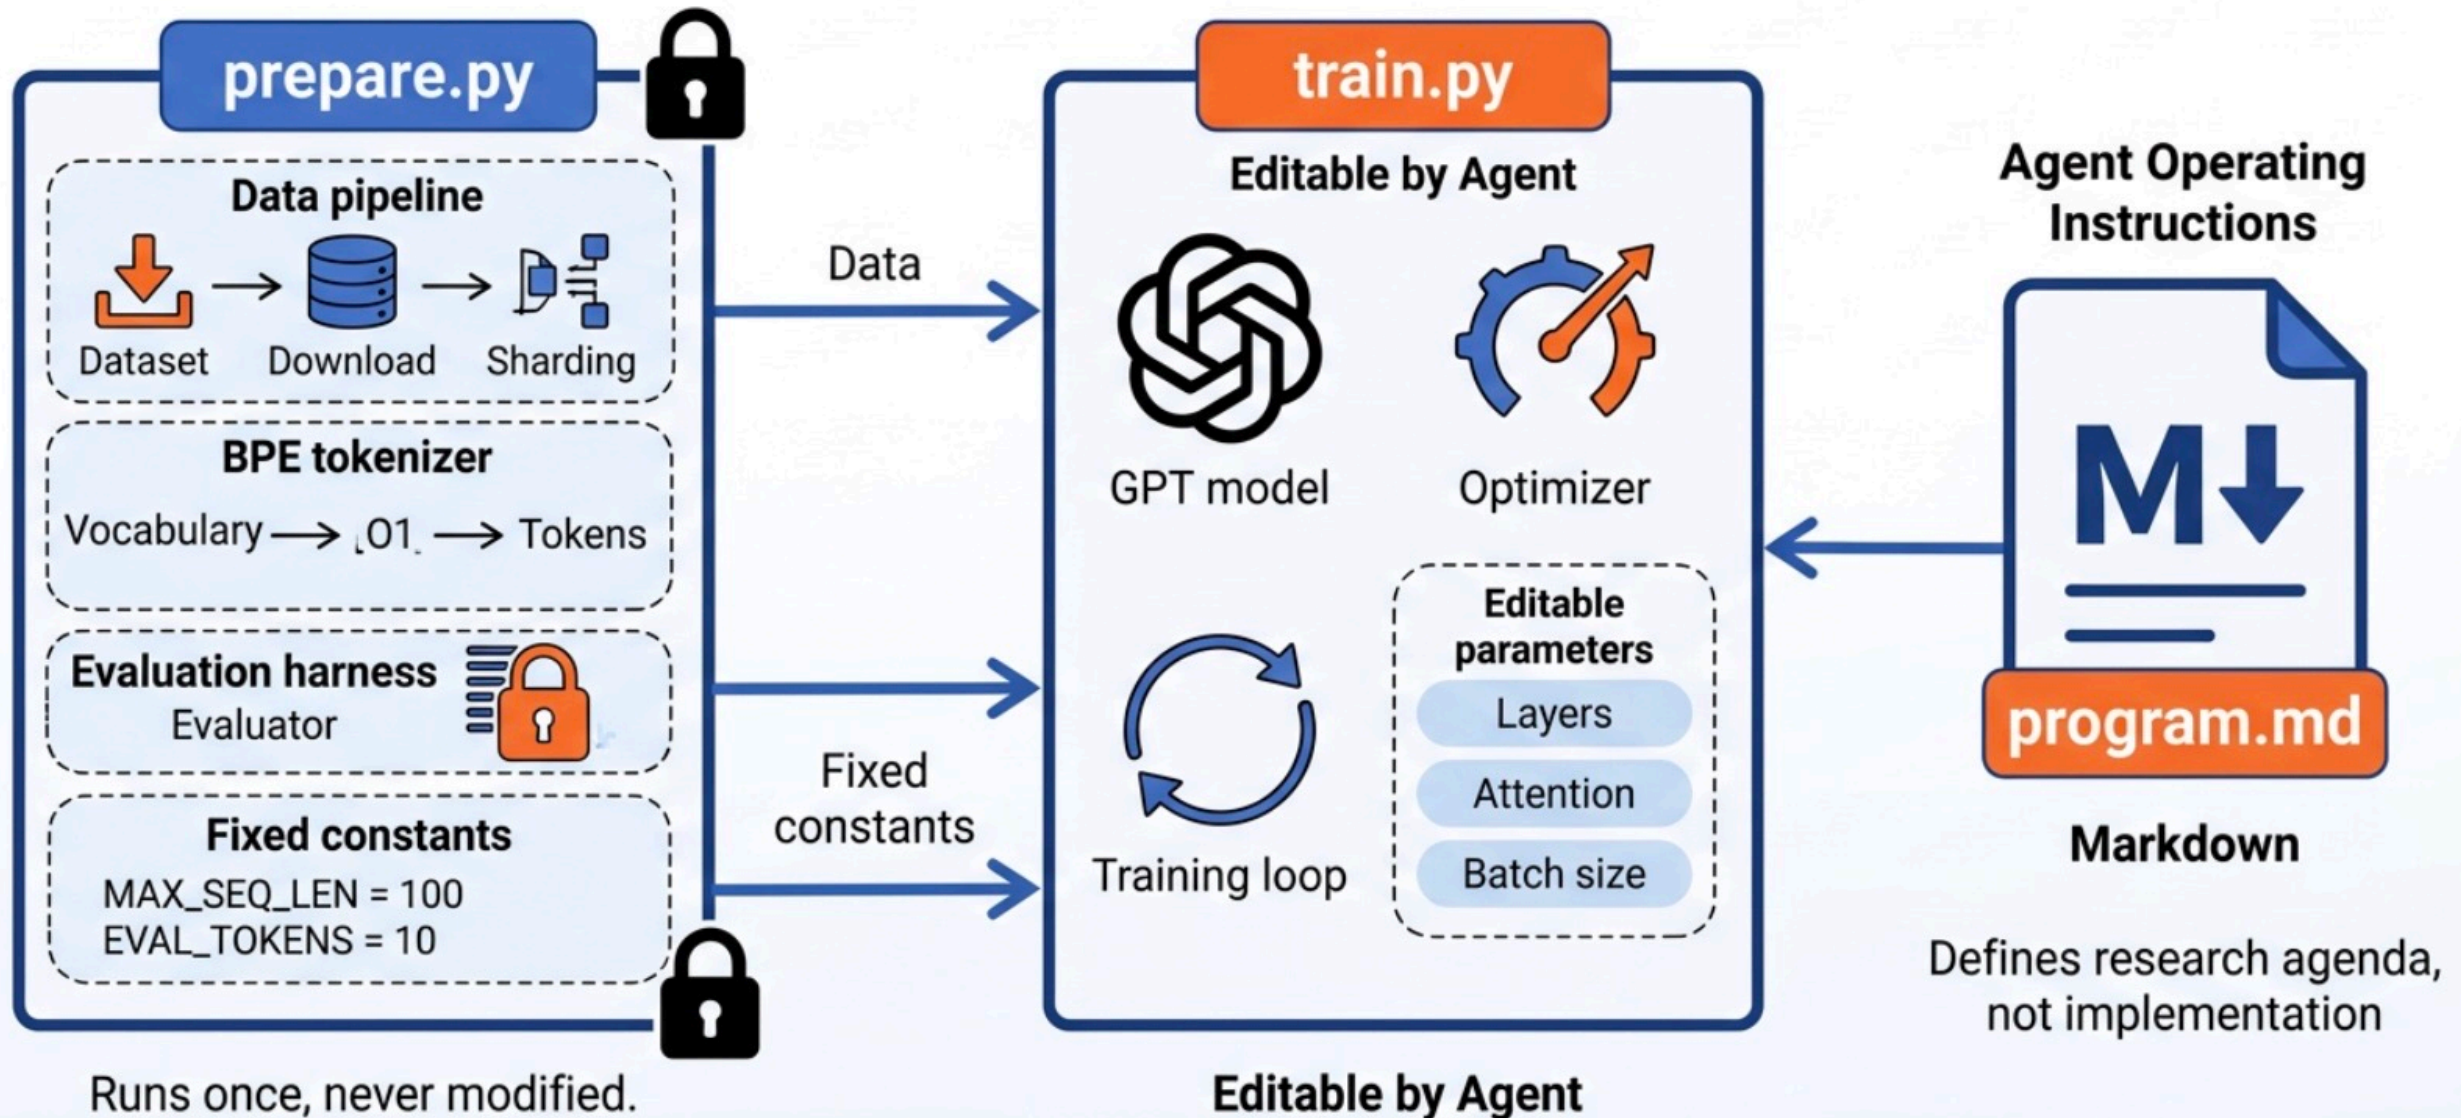 prepare.py
Data pipeline
Dataset
Download
Sharding
BPE tokenizer
Vocabulary
01
Tokens
Evaluation harness
Evaluator
Fixed constants
MAX_SEQ_LEN = 100
EVAL_TOKENS = 10
Runs once, never modified.
Data
Fixed
constants
train.py
Editable by Agent
GPT model
Optimizer
Training loop
Editable
parameters
Layers
Attention
Batch size
Editable by Agent
Agent Operating
Instructions
M
program.md
Markdown
Defines research agenda,
not implementation